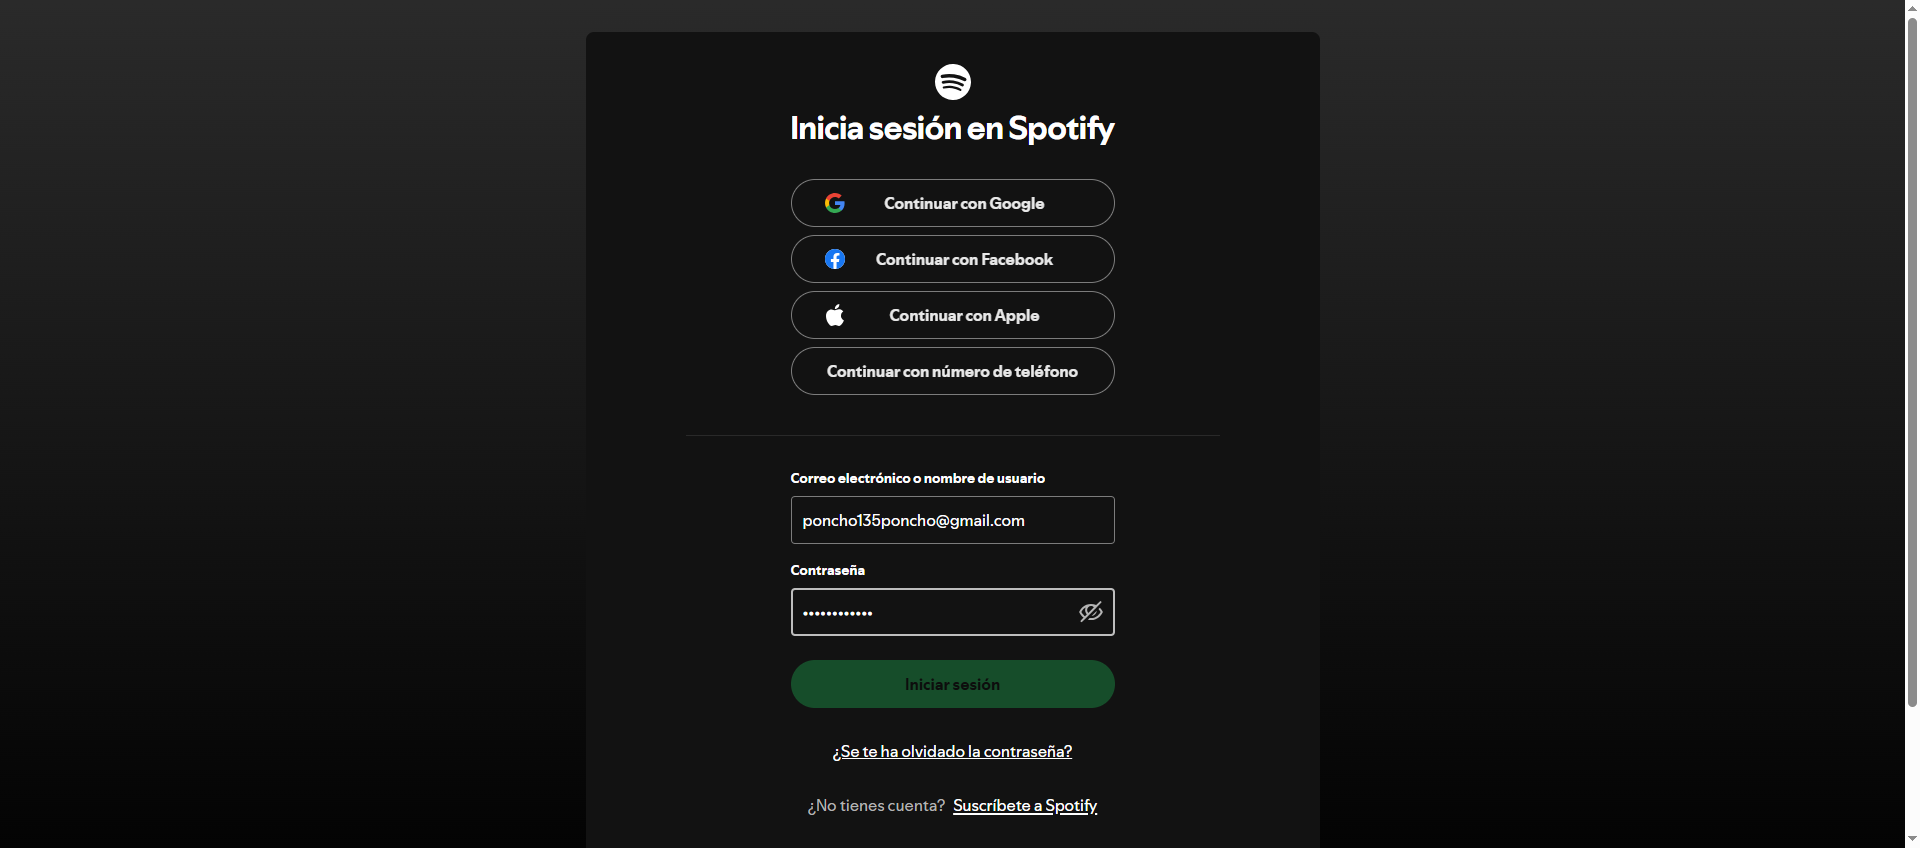 Inicia sesión en Spotify
Continuar con Google
Continuar con Facebook
Continuar con Apple
Continuar con número de teléfono
Correo electrónico o nombre de usuario
poncho135poncho@gmail.com
Contraseña
••••••••••••
Iniciar sesión
¿Se te ha olvidado la contraseña?
¿No tienes cuenta? Suscríbete a Spotify